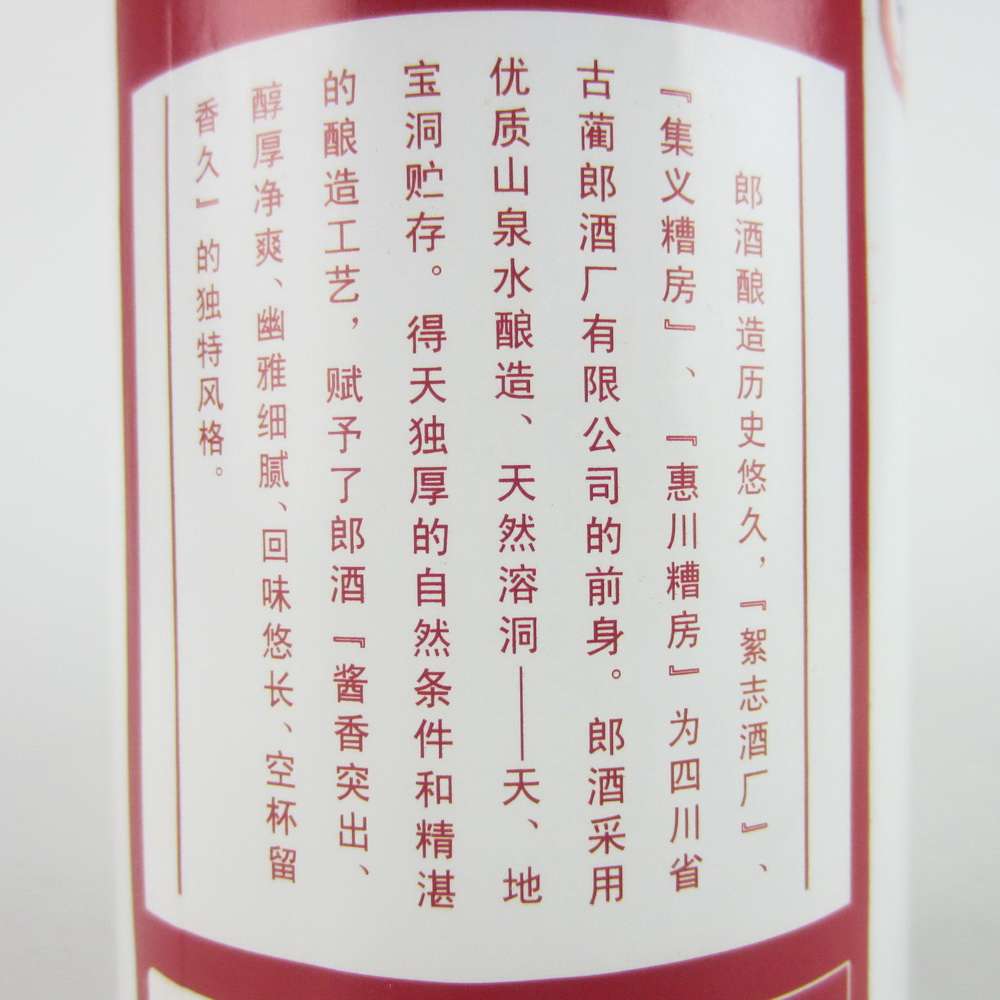 郎酒酿造历史悠久，『絮志酒厂』、
『集义糟房』、『惠川糟房』为四川省
古蔺郎酒厂有限公司的前身。郎酒采用
优质山泉水酿造、天然溶洞——天、地
宝洞贮存。得天独厚的自然条件和精湛
的酿造工艺，赋予了郎酒『酱香突出、
醇厚净爽、幽雅细腻、回味悠长、空杯留
香久』的独特风格。